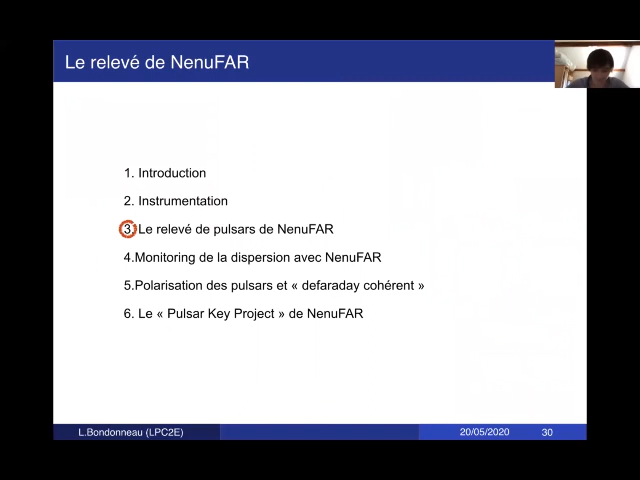 Le relevé de NenuFAR
1. Introduction
2. Instrumentation
3. Le relevé de pulsars de NenuFAR
4.Monitoring de la dispersion avec NenuFAR
5.Polarisation des pulsars et « defaraday cohérent »
6. Le « Pulsar Key Project » de NenuFAR
L.Bondonneau (LPC2E) 20/05/2020 30